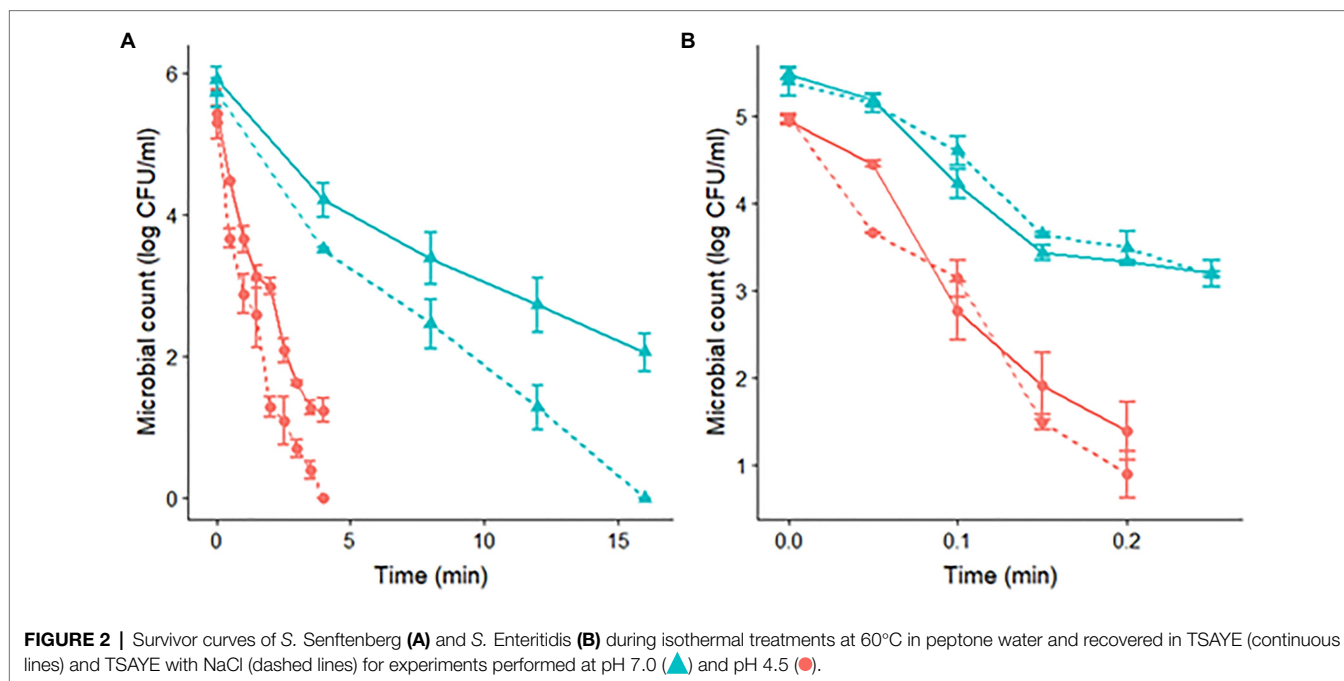 A
B
Microbial count (log CFU/ml)
6
4
2
0
0
5
10
15
Time (min)
Microbial count (log CFU/ml)
5
4
3
2
1
0.0
0.1
0.2
Time (min)
FIGURE 2 | Survivor curves of S. Senftenberg (A) and S. Enteritidis (B) during isothermal treatments at 60°C in peptone water and recovered in TSAYE (continuous
lines) and TSAYE with NaCl (dashed lines) for experiments performed at pH 7.0 (▲) and pH 4.5 (●).